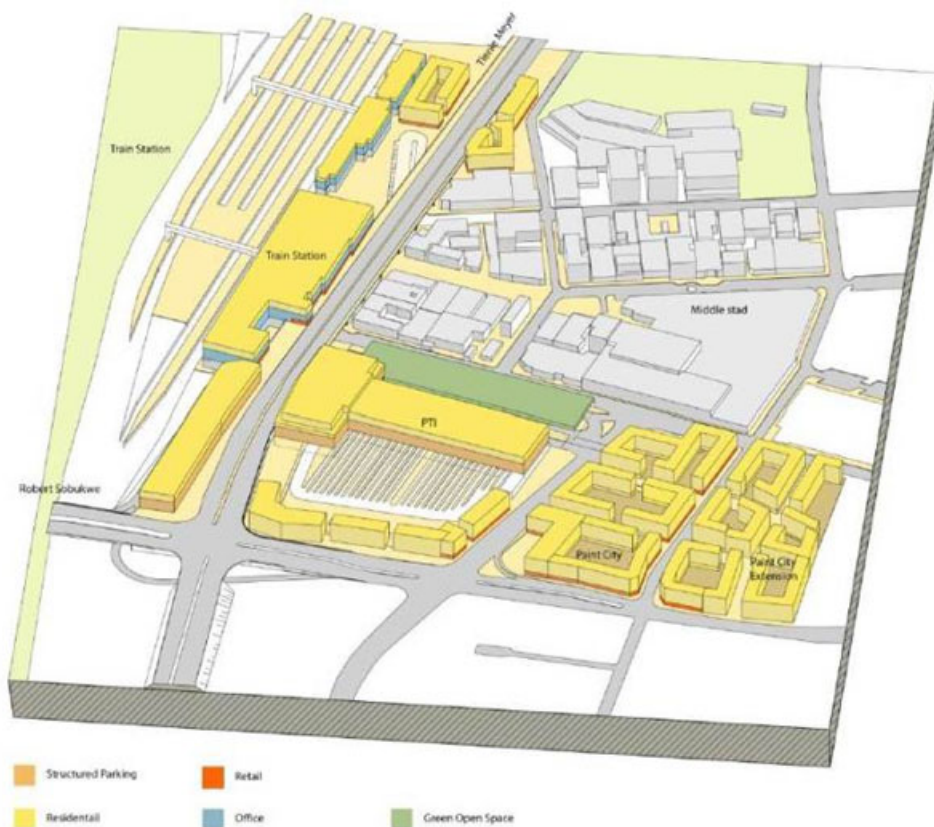 Tienie Meyer
Train Station
Train Station
Middle stad
PTI
Robert Sobukwe
Paint City
Paint City
Extension
Structured Parking
Retail
Residentail
Office
Green Open Space